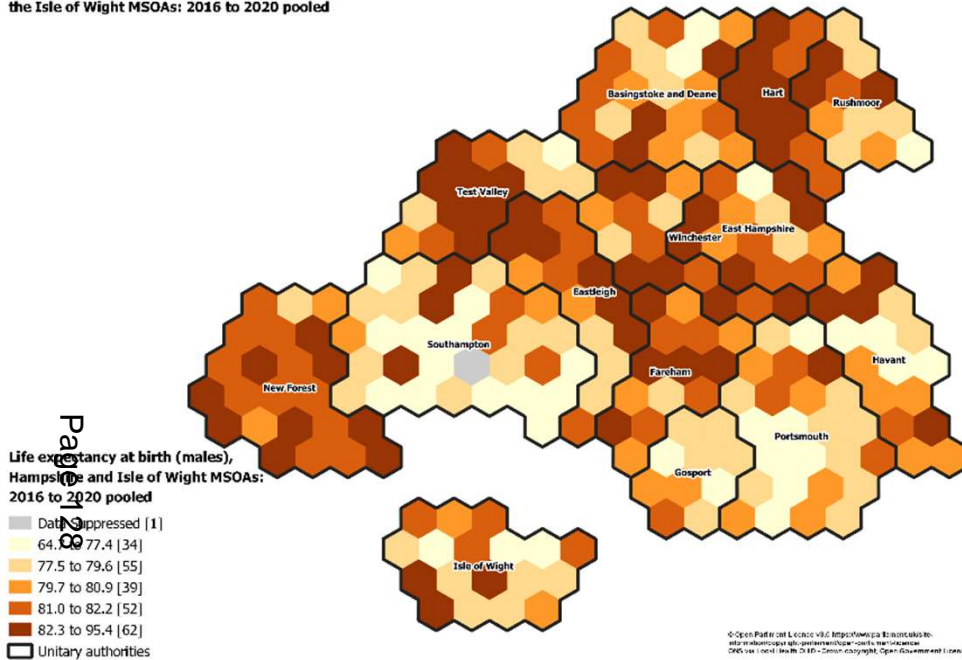 the Isle of Wight MSOAs: 2016 to 2020 pooled
Basingstoke and Deane
Hart
Rushmoor
Test Valley
Winchester
East Hampshire
Eastleigh
Southampton
New Forest
Fareham
Havant
Portsmouth
Gosport
Isle of Wight
Page 128
Life expectancy at birth (males),
Hampshire and Isle of Wight MSOAs:
2016 to 2020 pooled
Data Suppressed [1]
64.7 to 77.4 [34]
77.5 to 79.6 [55]
79.7 to 80.9 [39]
81.0 to 82.2 [52]
82.3 to 95.4 [62]
Unitary authorities